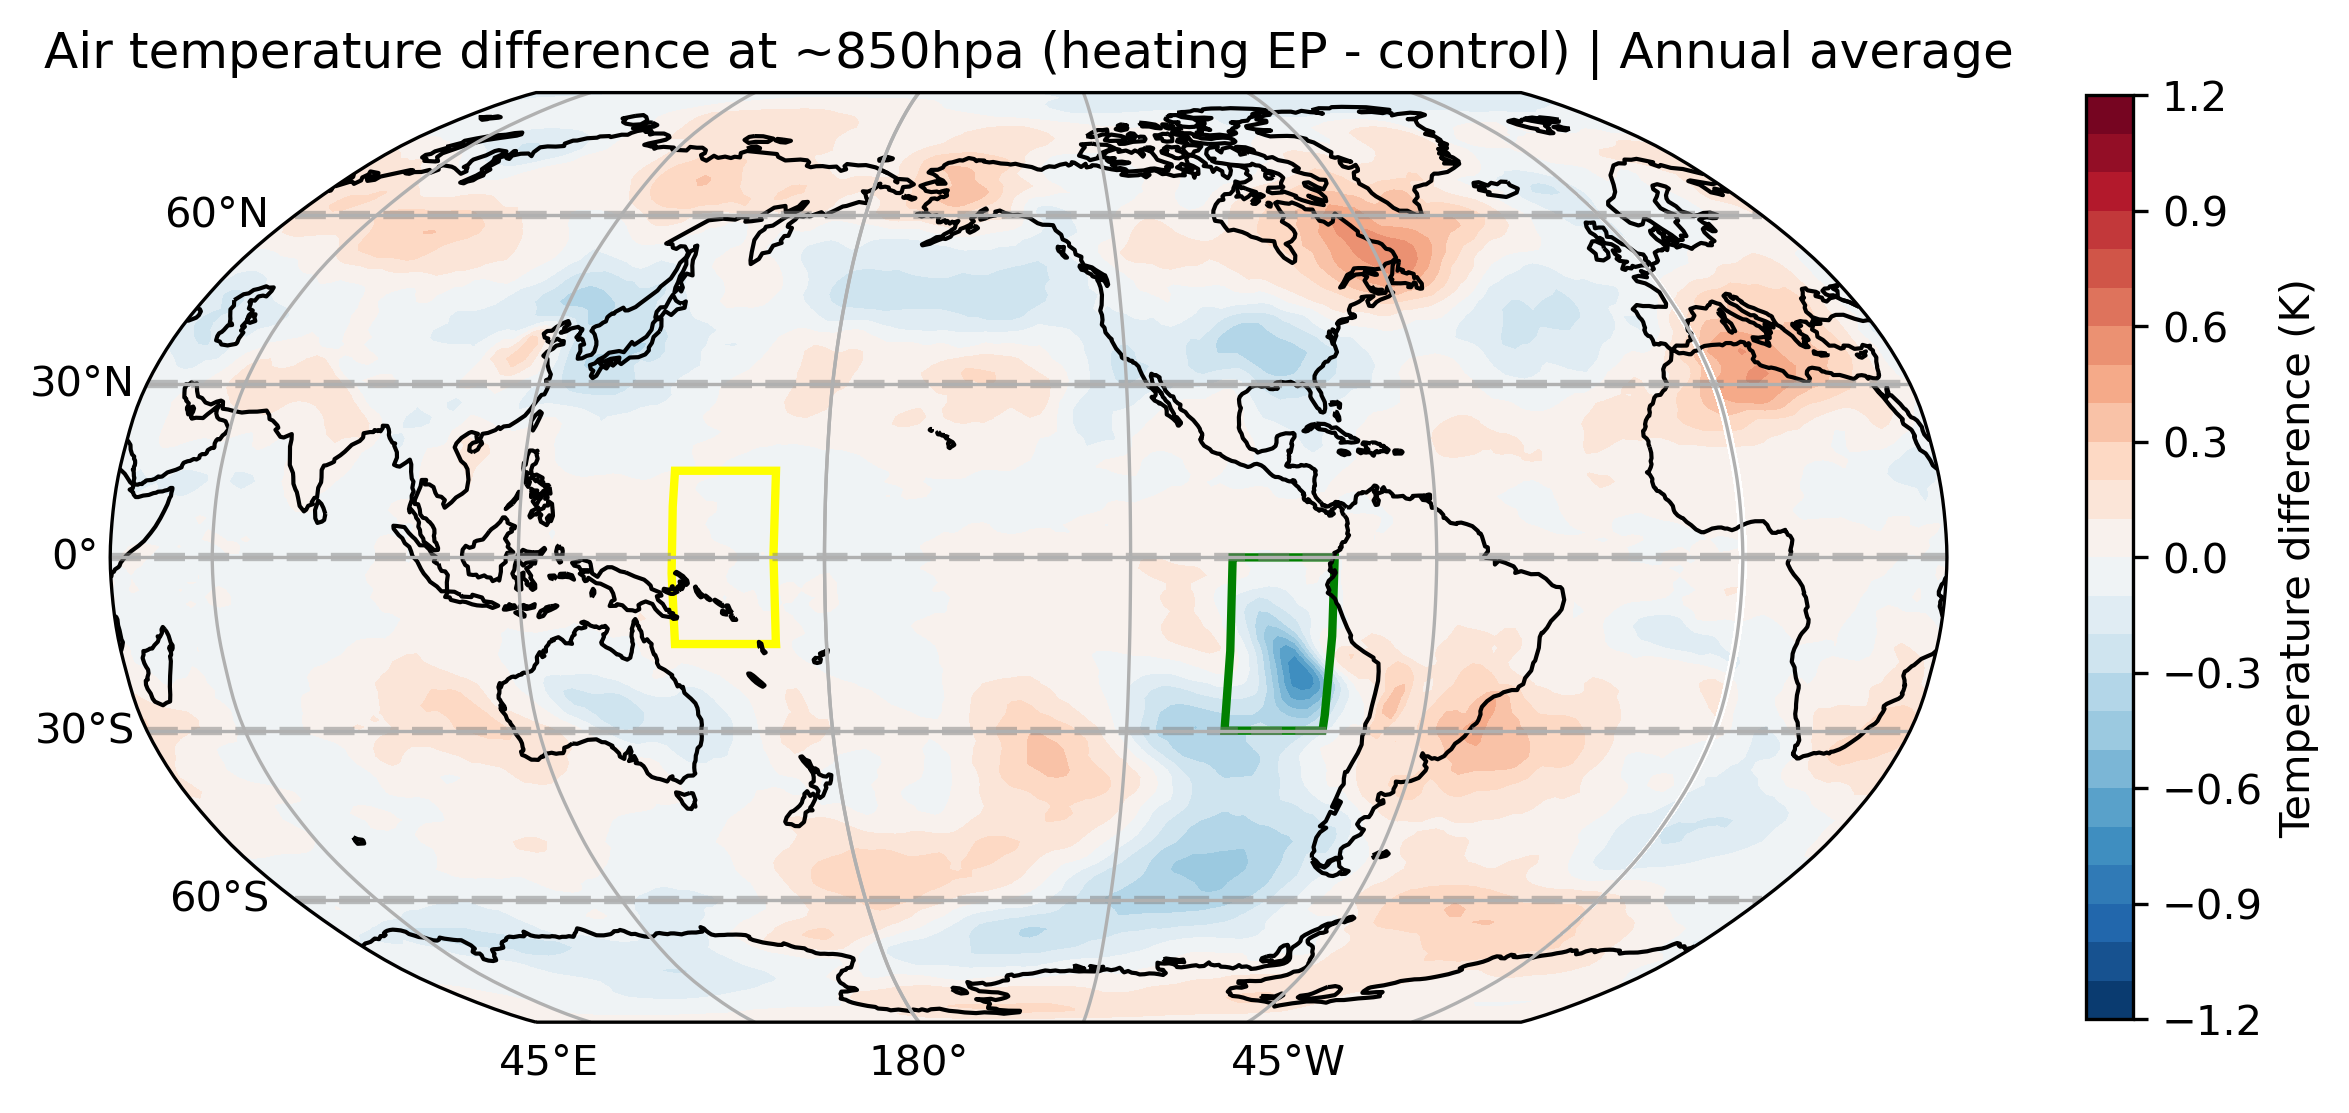 Air temperature difference at ~850hpa (heating EP - control) | Annual average
60°N
30°N
0°
30°S
60°S
45°E
180°
45°W
1.2
0.9
0.6
0.3
0.0
−0.3
−0.6
−0.9
−1.2
Temperature difference (K)